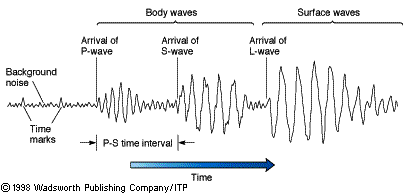 Body waves
Surface waves
Arrival of
P-wave
Arrival of
S-wave
Arrival of
L-wave
Background
noise
Time
marks
P-S time interval
Time
© 1998 Wadsworth Publishing Company/ITP